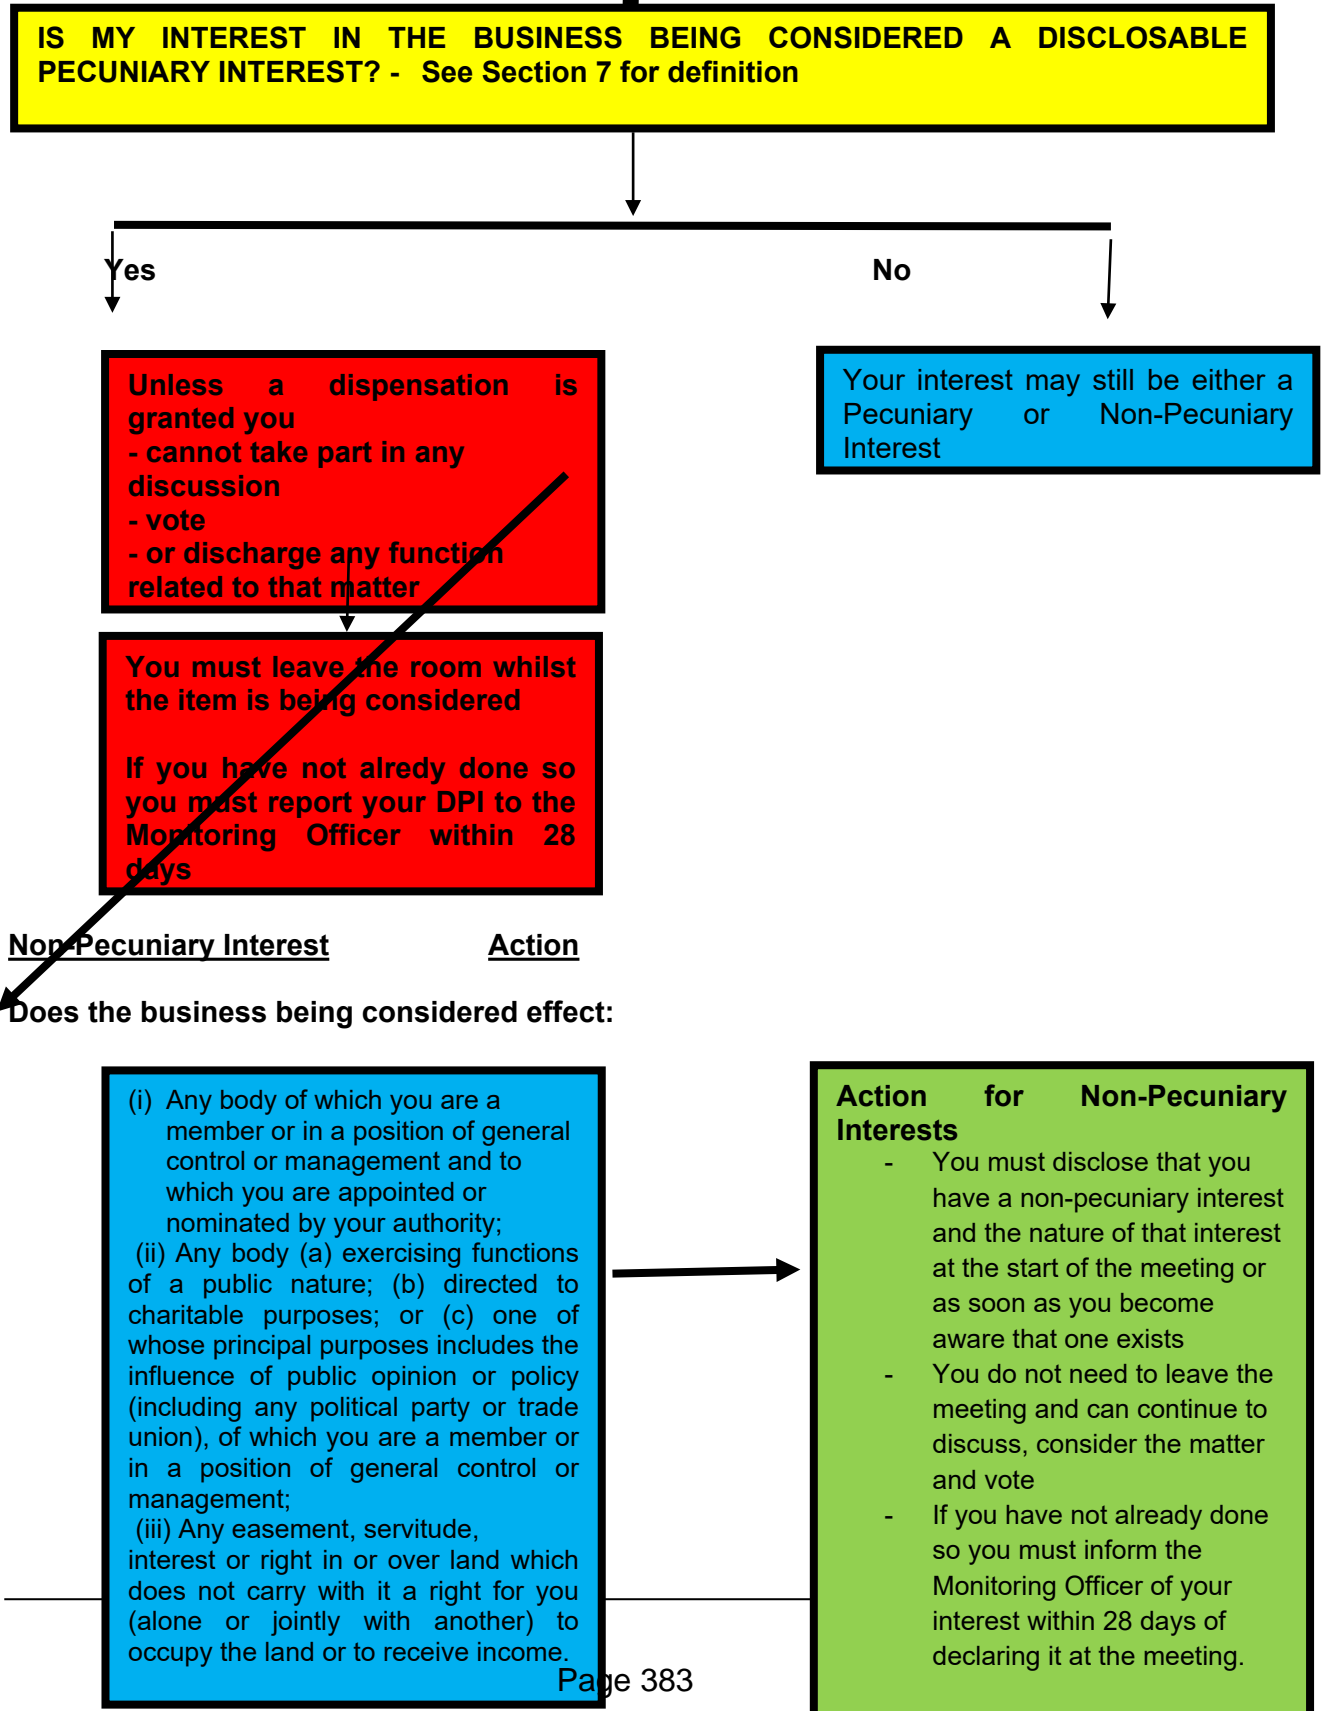 IS MY INTEREST IN THE BUSINESS BEING CONSIDERED A DISCLOSABLE
PECUNIARY INTEREST? - See Section 7 for definition
Yes
No
Unless a dispensation is
granted you
- cannot take part in any
discussion
- vote
- or discharge any function
related to that matter
Your interest may still be either a
Pecuniary or Non-Pecuniary
Interest
You must leave the room whilst
the item is being considered
If you have not alredy done so
you must report your DPI to the
Monitoring Officer within 28
days
Non-Pecuniary Interest Action
Does the business being considered effect:
(i) Any body of which you are a
member or in a position of general
control or management and to
which you are appointed or
nominated by your authority;
(ii) Any body (a) exercising functions
of a public nature; (b) directed to
charitable purposes; or (c) one of
whose principal purposes includes the
influence of public opinion or policy
(including any political party or trade
union), of which you are a member or
in a position of general control or
management;
(iii) Any easement, servitude,
interest or right in or over land which
does not carry with it a right for you
(alone or jointly with another) to
occupy the land or to receive income.
Action for Non-Pecuniary
Interests
- You must disclose that you
have a non-pecuniary interest
and the nature of that interest
at the start of the meeting or
as soon as you become
aware that one exists
- You do not need to leave the
meeting and can continue to
discuss, consider the matter
and vote
- If you have not already done
so you must inform the
Monitoring Officer of your
interest within 28 days of
declaring it at the meeting.
Page 383